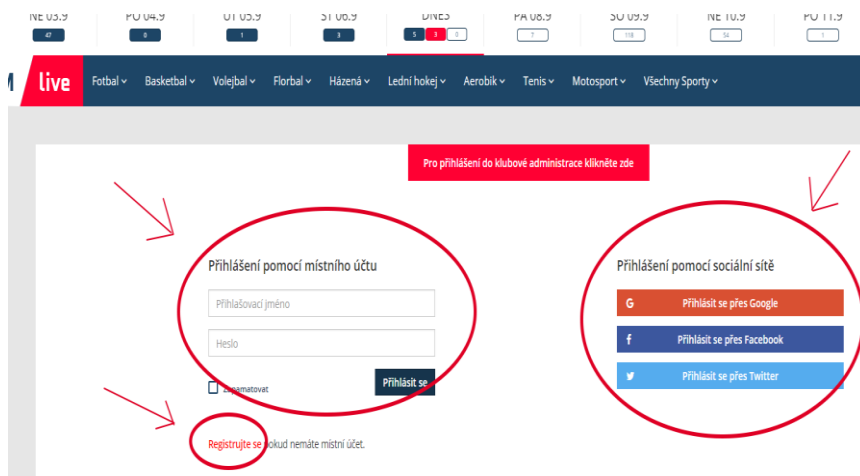 NE 03.9 PO 04.9 ÚT 05.9 ST 06.9 DNES PÁ 08.9 SO 09.9 NE 10.9 PO 11.9
47 0 1 3 5 3 0 7 118 54 1
live Fotbal Basketbal Volejbal Florbal Házená Lední hokej Aerobik Tenis Motosport Všechny Sporty
Pro přihlášení do klubové administrace klikněte zde
Přihlášení pomocí místního účtu
Přihlašovací jméno
Heslo
Zapamatovat
Přihlásit se
Registrujte se pokud nemáte místní účet.
Přihlášení pomocí sociální sítě
G Přihlásit se přes Google
f Přihlásit se přes Facebook
Přihlásit se přes Twitter